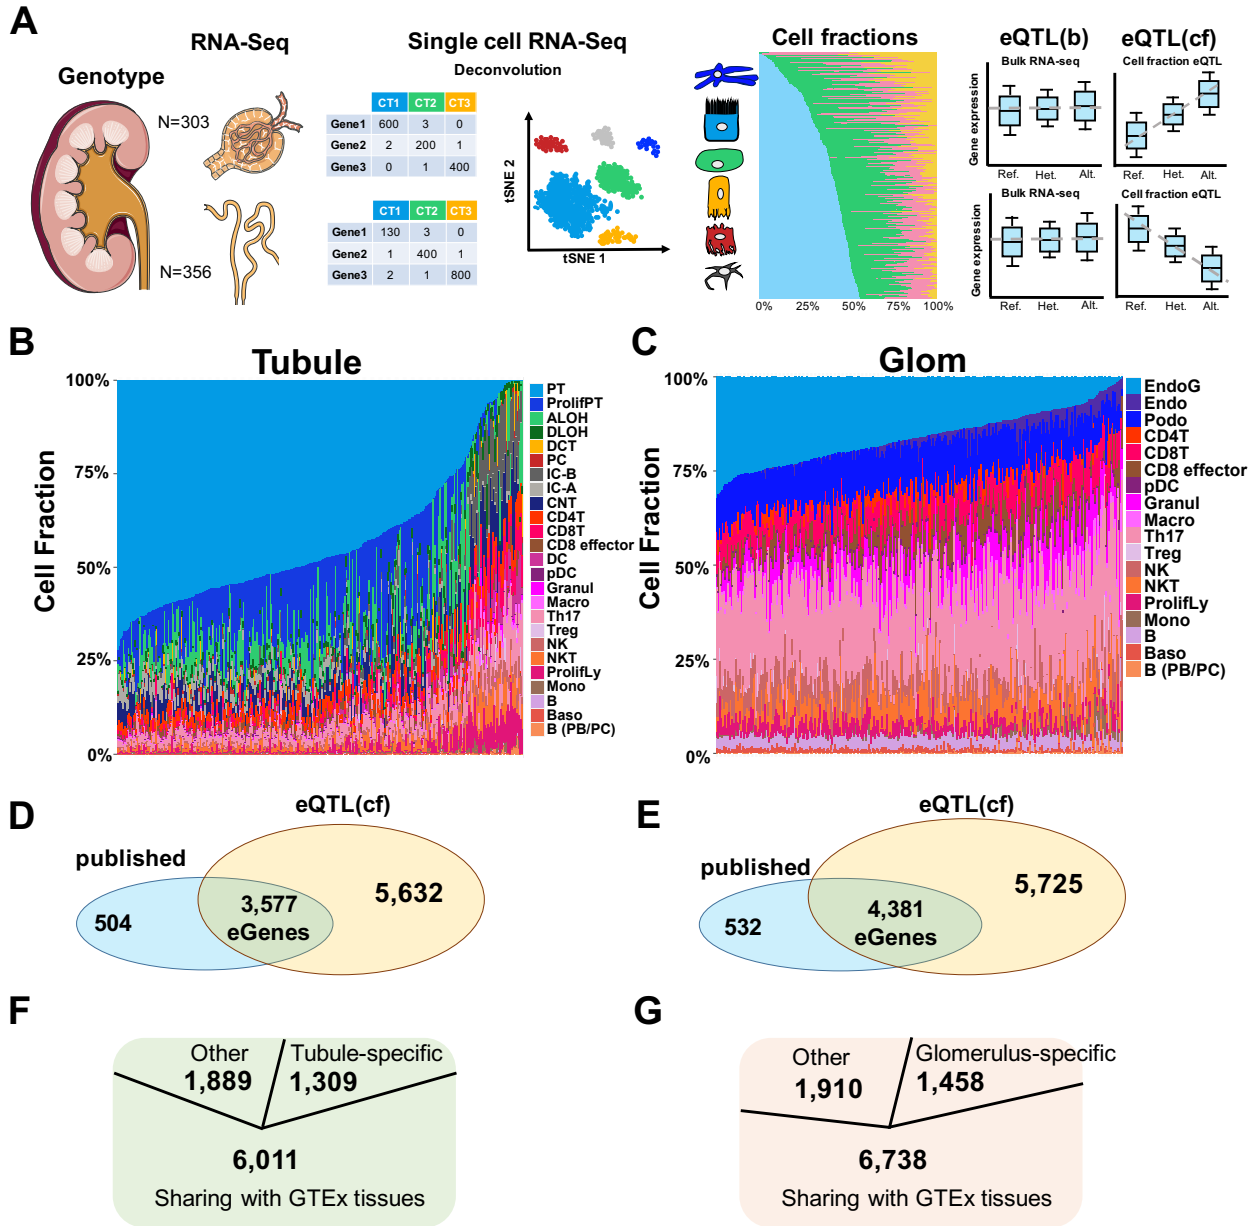 A
RNA-Seq
Genotype
N=303
N=356
Single cell RNA-Seq
Deconvolution
CT1 CT2 CT3
Gene1 600 3 0
Gene2 2 200 1
Gene3 0 1 400
CT1 CT2 CT3
Gene1 130 3 0
Gene2 1 400 1
Gene3 2 1 800
tSNE 2
tSNE 1
Cell fractions
0% 25% 50% 75% 100%
eQTL(b)
Bulk RNA-seq
Gene expression
Ref. Het. Alt.
Bulk RNA-seq
Gene expression
Ref. Het. Alt.
eQTL(cf)
Cell fraction eQTL
Ref. Het. Alt.
Cell fraction eQTL
Ref. Het. Alt.
B
Tubule
Cell Fraction
100%
75%
50%
25%
0%
PT
ProlifPT
ALOH
DLOH
DCT
PC
IC-B
IC-A
CNT
CD4T
CD8T
CD8 effector
DC
pDC
Granul
Macro
Th17
Treg
NK
NKT
ProlifLy
Mono
B
Baso
B (PB/PC)
C
Glom
Cell Fraction
100%
75%
50%
25%
0%
EndoG
Endo
Podo
CD4T
CD8T
CD8 effector
pDC
Granul
Macro
Th17
Treg
NK
NKT
ProlifLy
Mono
B
Baso
B (PB/PC)
D
eQTL(cf)
published
504
3,577
eGenes
5,632
E
eQTL(cf)
published
532
4,381
eGenes
5,725
F
Other
1,889
Tubule-specific
1,309
6,011
Sharing with GTEx tissues
G
Other
1,910
Glomerulus-specific
1,458
6,738
Sharing with GTEx tissues